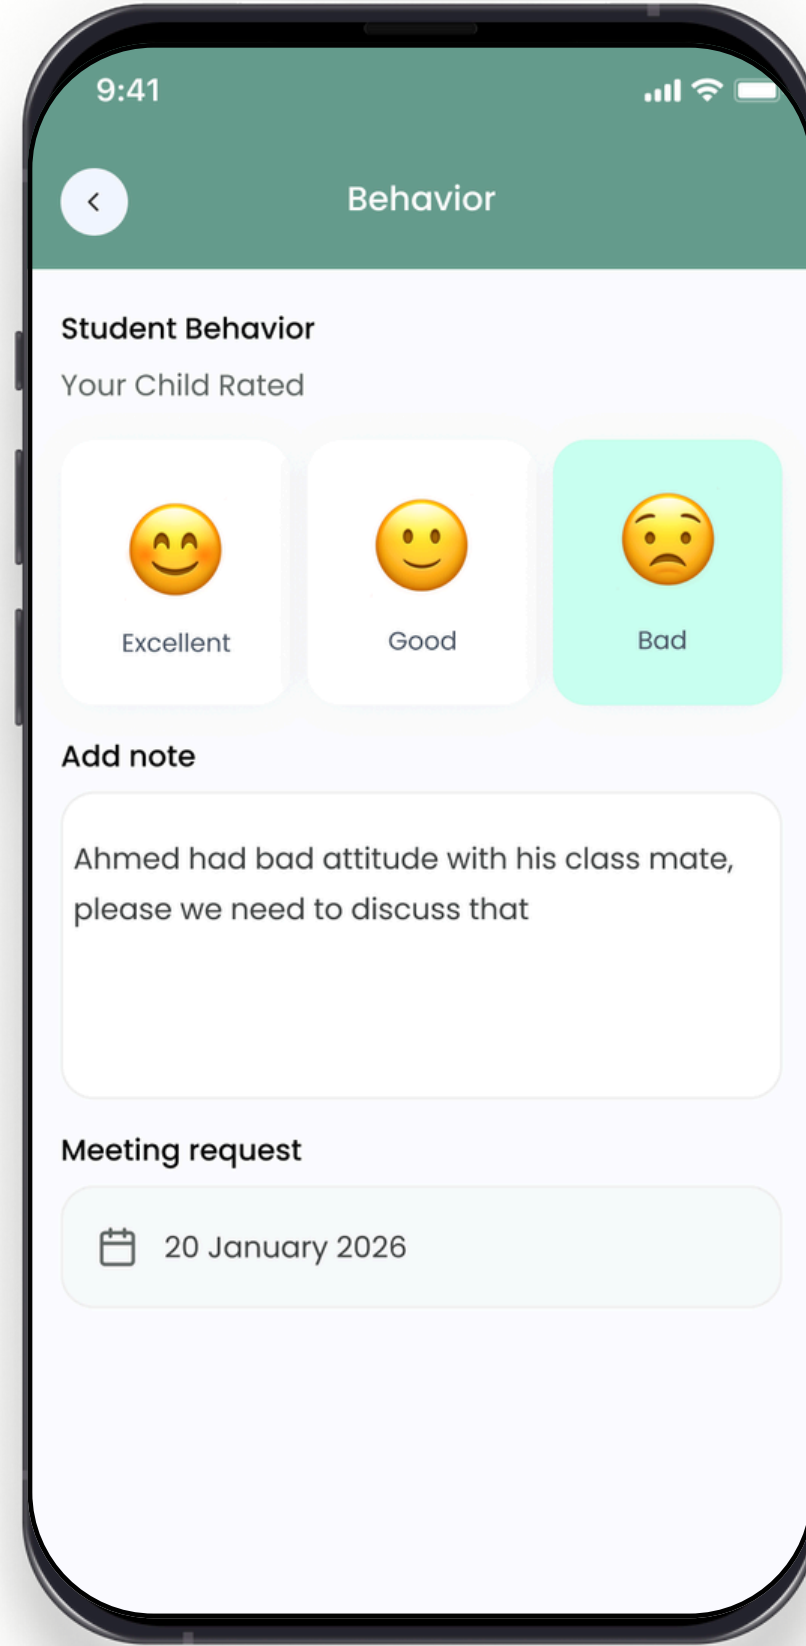 9:41
Behavior
Student Behavior
Your Child Rated
Excellent
Good
Bad
Add note
Ahmed had bad attitude with his class mate,
please we need to discuss that
Meeting request
20 January 2026